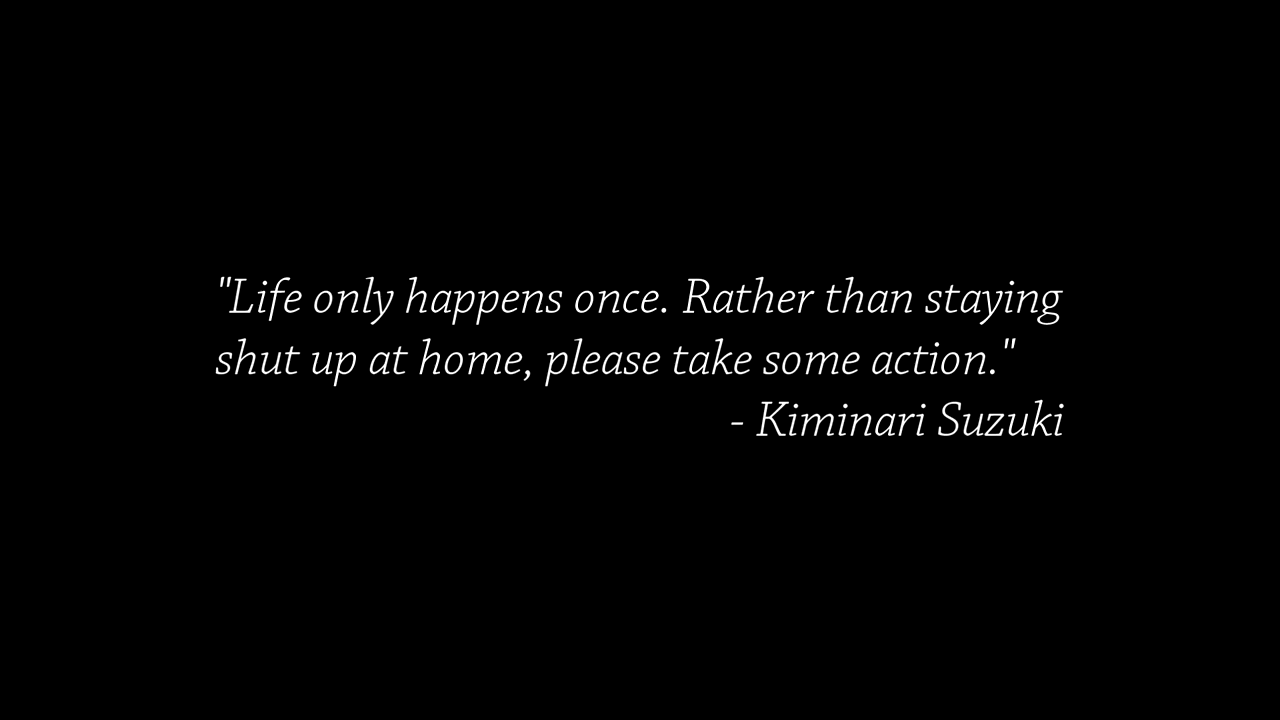 "Life only happens once. Rather than staying
shut up at home, please take some action."
- Kiminari Suzuki